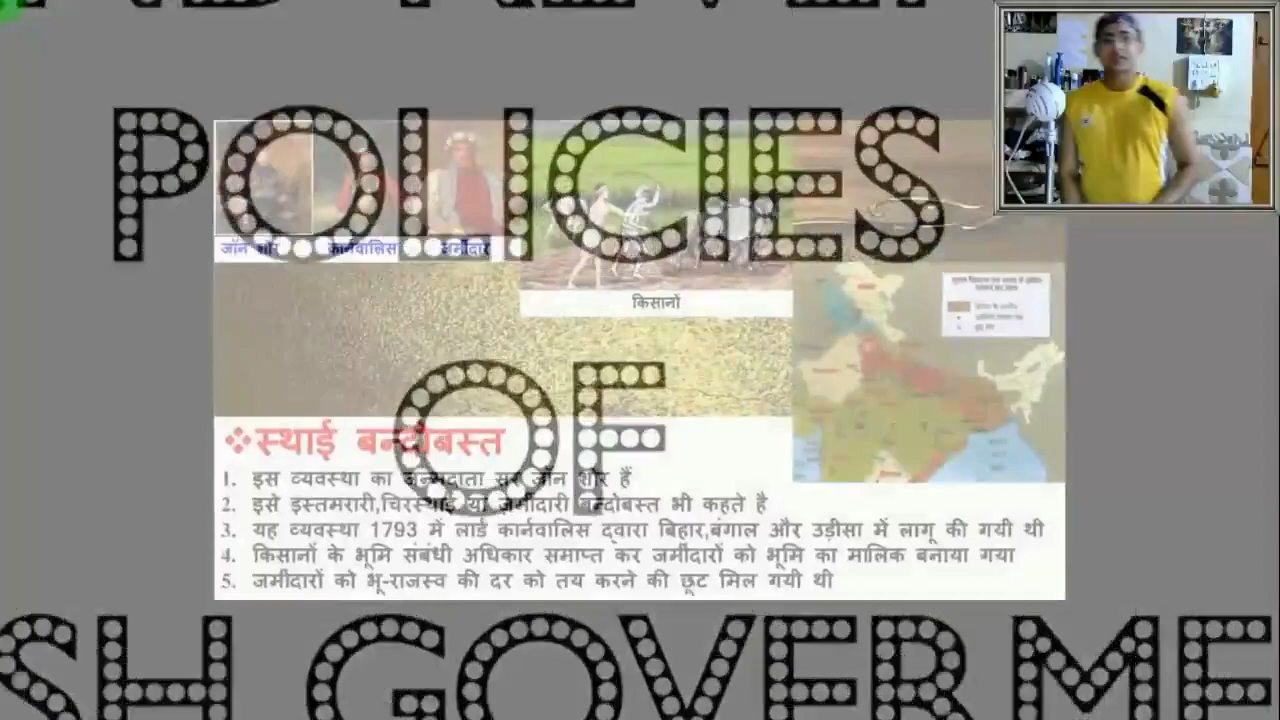 POLICIES
जॉन शोर कार्नवालिस जमींदार
किसानों
OF
❖स्थाई बन्दोबस्त
1. इस व्यवस्था का जन्मदाता सर जॉन शोर हैं
2. इसे इस्तमरारी,चिरस्थाई या ज़मीदारी बन्दोबस्त भी कहते है
3. यह व्यवस्था 1793 में लार्ड कार्नवालिस द्वारा बिहार,बंगाल और उड़ीसा में लागू की गयी थी
4. किसानों के भूमि संबंधी अधिकार समाप्त कर जमींदारों को भूमि का मालिक बनाया गया
5. जमींदारों को भू-राजस्व की दर को तय करने की छूट मिल गयी थी
SH GOVER ME